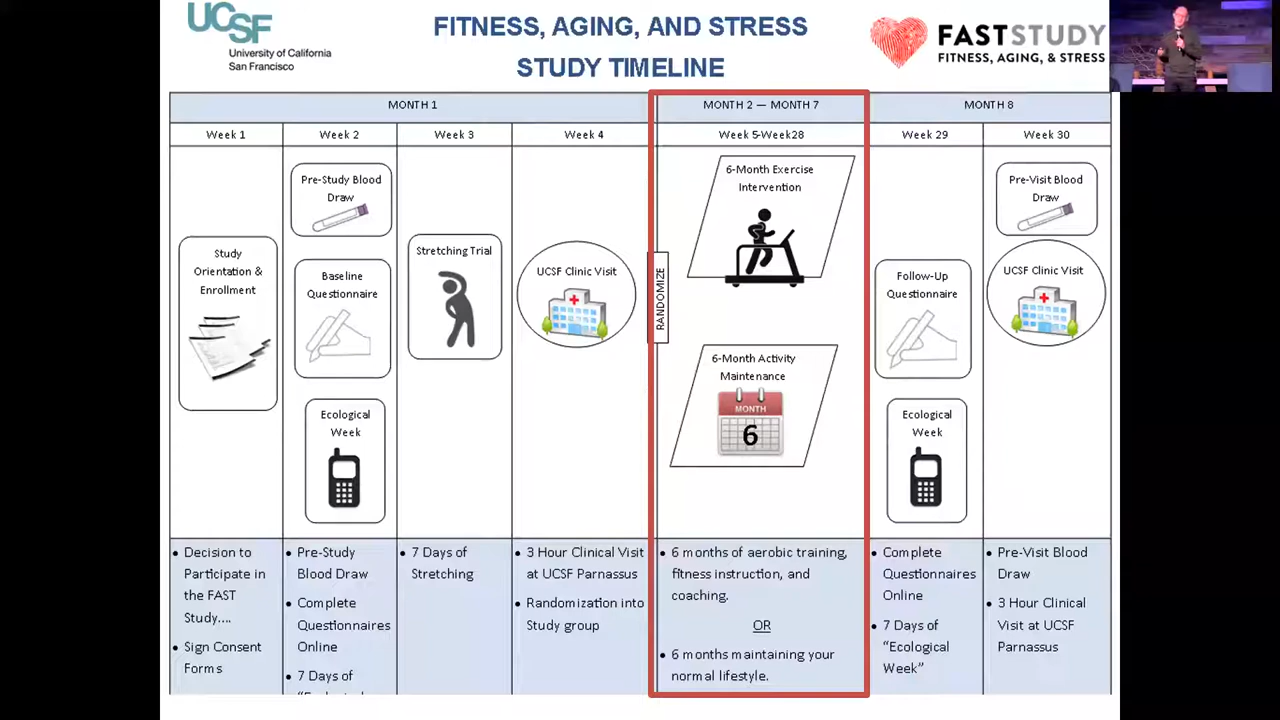 UCSF
University of California
San Francisco
FITNESS, AGING, AND STRESS
STUDY TIMELINE
FASTSTUDY
FITNESS, AGING, & STRESS
MONTH 1
MONTH 2 — MONTH 7
MONTH 8
Week 1
Week 2
Week 3
Week 4
Week 5-Week28
Week 29
Week 30
Study
Orientation &
Enrollment
Pre-Study Blood
Draw
Baseline
Questionnaire
Ecological
Week
Stretching Trial
UCSF Clinic Visit
RANDOMIZE
6-Month Exercise
Intervention
6-Month Activity
Maintenance
MONTH
6
Follow-Up
Questionnaire
Ecological
Week
Pre-Visit Blood
Draw
UCSF Clinic Visit
• Decision to
Participate in
the FAST
Study....
• Sign Consent
Forms
• Pre-Study
Blood Draw
• Complete
Questionnaires
Online
• 7 Days of
• 7 Days of
Stretching
• 3 Hour Clinical Visit
at UCSF Parnassus
• Randomization into
Study group
• 6 months of aerobic training,
fitness instruction, and
coaching.
OR
• 6 months maintaining your
normal lifestyle.
• Complete
Questionnaires
Online
• 7 Days of
"Ecological
Week"
• Pre-Visit Blood
Draw
• 3 Hour Clinical
Visit at UCSF
Parnassus